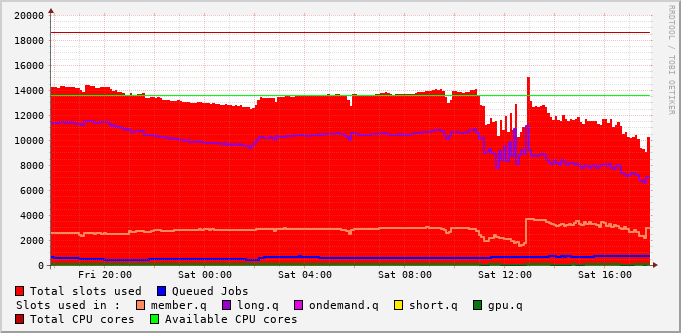 20000
18000
16000
14000
12000
10000
8000
6000
4000
2000
0
Fri 20:00 Sat 00:00 Sat 04:00 Sat 08:00 Sat 12:00 Sat 16:00
RRDTOOL / TOBI OETIKER
Total slots used Queued Jobs
Slots used in : member.q long.q ondemand.q short.q gpu.q
Total CPU cores Available CPU cores